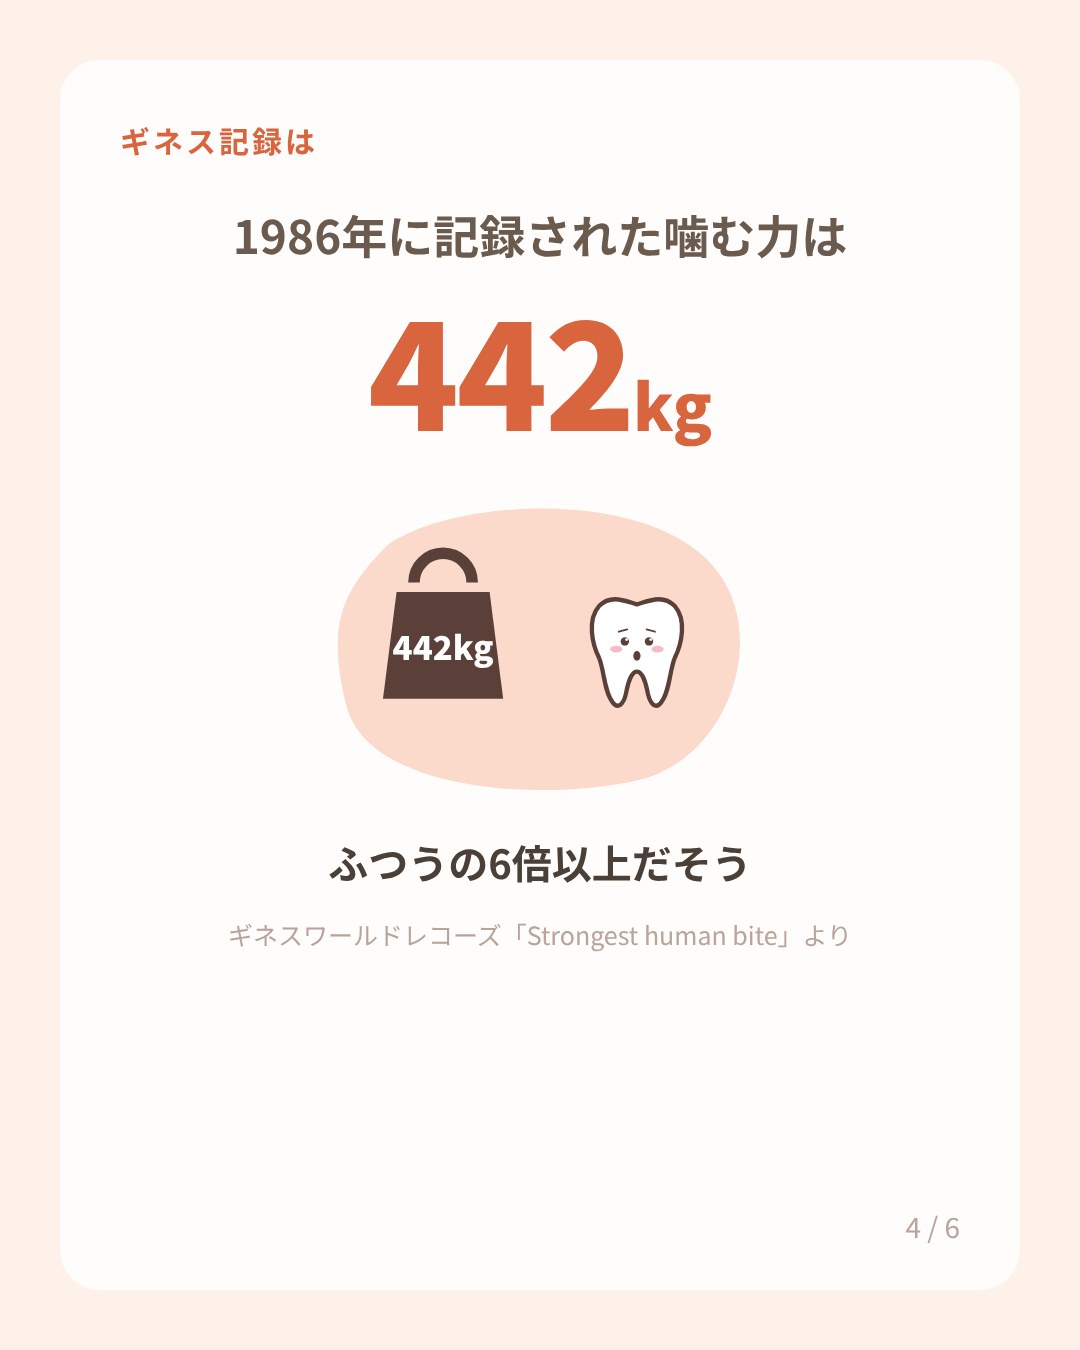 ギネス記録は
1986年に記録された噛む力は
442kg
442kg
ふつうの6倍以上だそう
ギネスワールドレコーズ「Strongest human bite」より
4 / 6